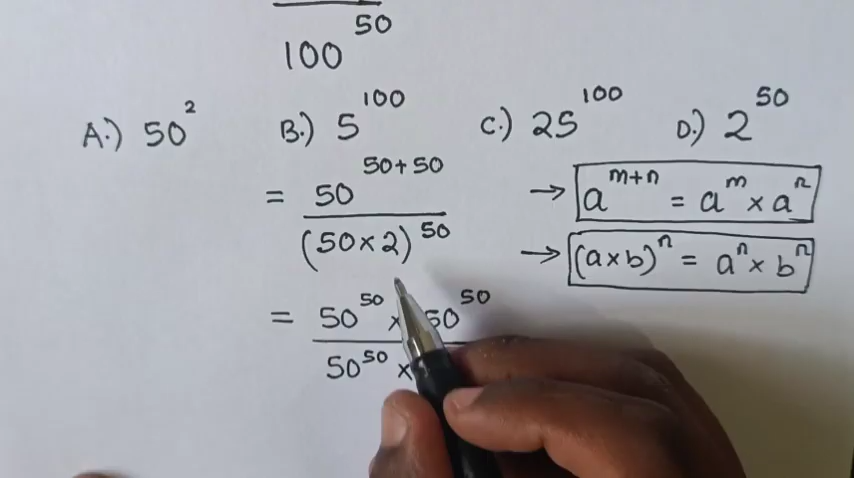 100^50
A.) 50^2 B.) 5^100 C.) 25^100 D.) 2^50
= 50^(50+50) / (50×2)^50 → a^(m+n) = a^m × a^n
→ (a×b)^n = a^n × b^n
= 50^50 × 50^50 / 50^50 ×